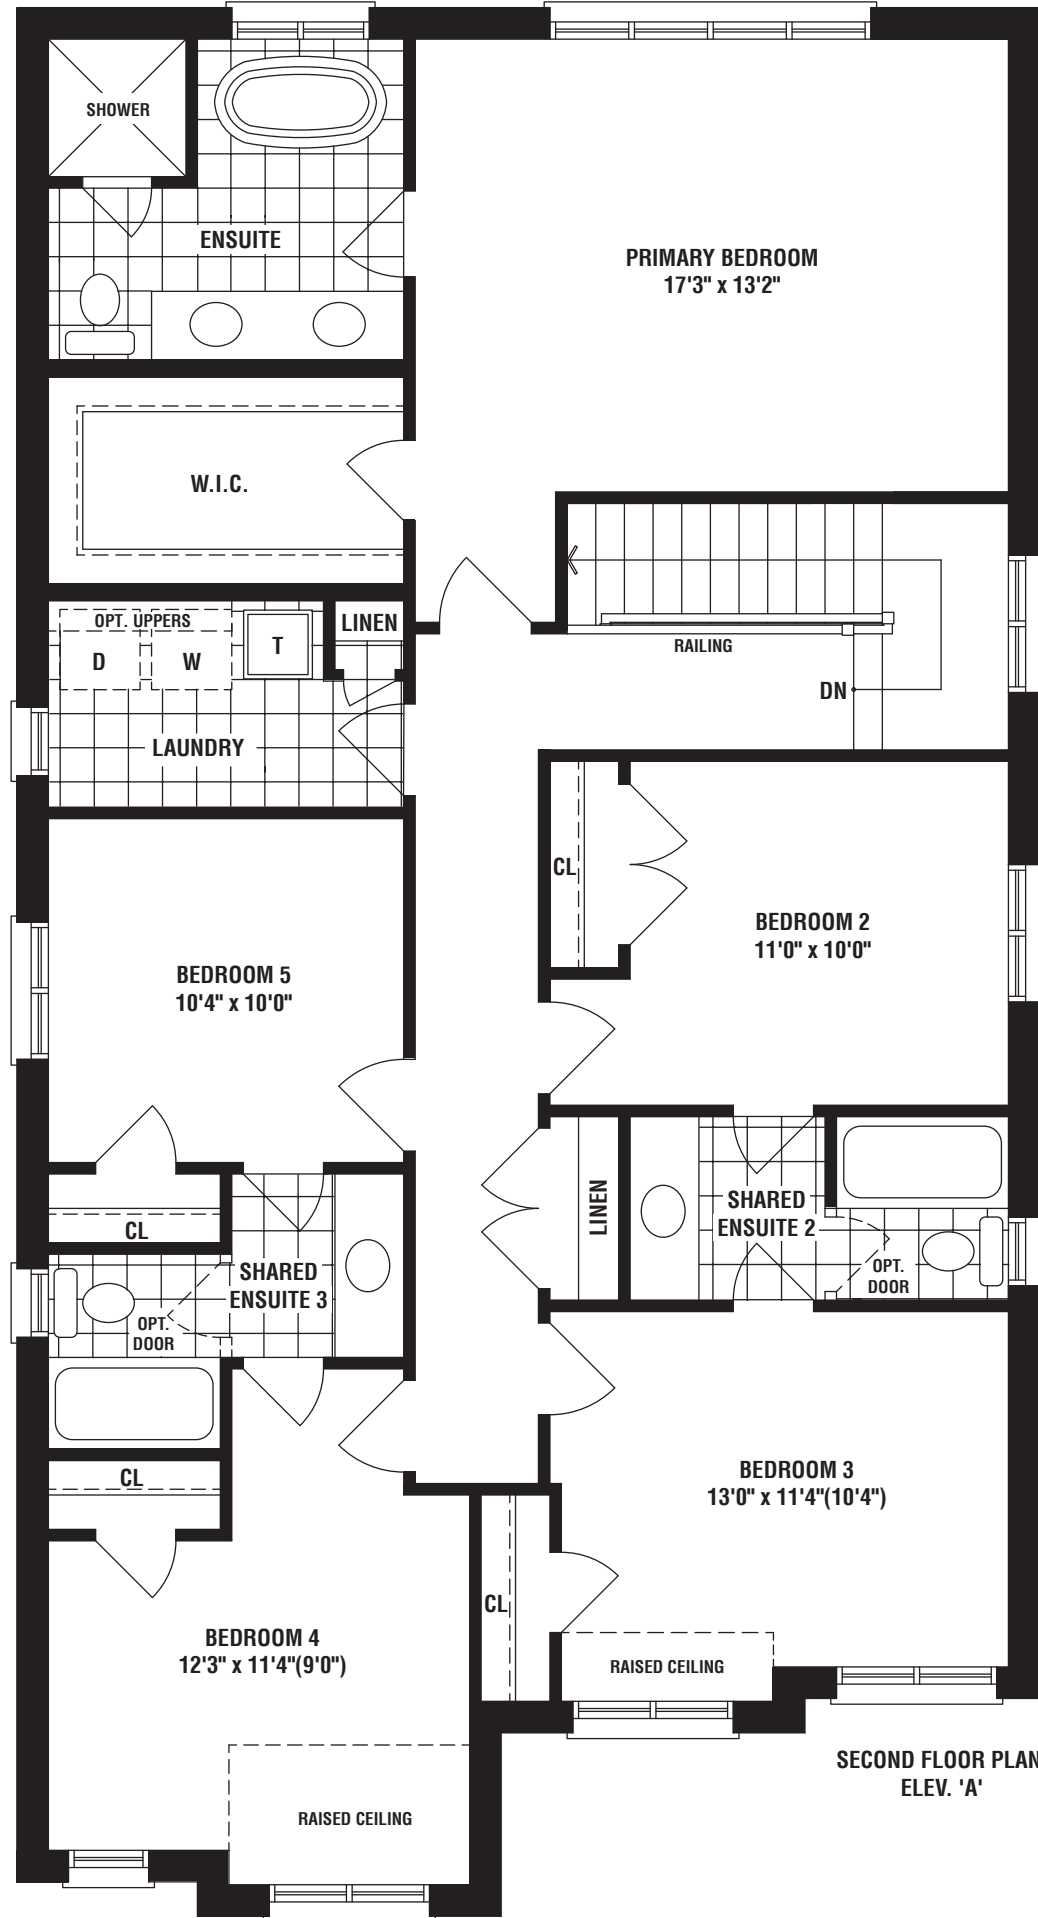 SHOWER
ENSUITE
PRIMARY BEDROOM
17'3" x 13'2"
W.I.C.
OPT. UPPERS
LINEN
D
W
T
RAILING
DN
LAUNDRY
CL
BEDROOM 2
11'0" x 10'0"
BEDROOM 5
10'4" x 10'0"
LINEN
SHARED
ENSUITE 2
OPT.
DOOR
CL
SHARED
ENSUITE 3
OPT.
DOOR
CL
BEDROOM 3
13'0" x 11'4"(10'4")
CL
BEDROOM 4
12'3" x 11'4"(9'0")
RAISED CEILING
SECOND FLOOR PLAN
ELEV. 'A'
RAISED CEILING